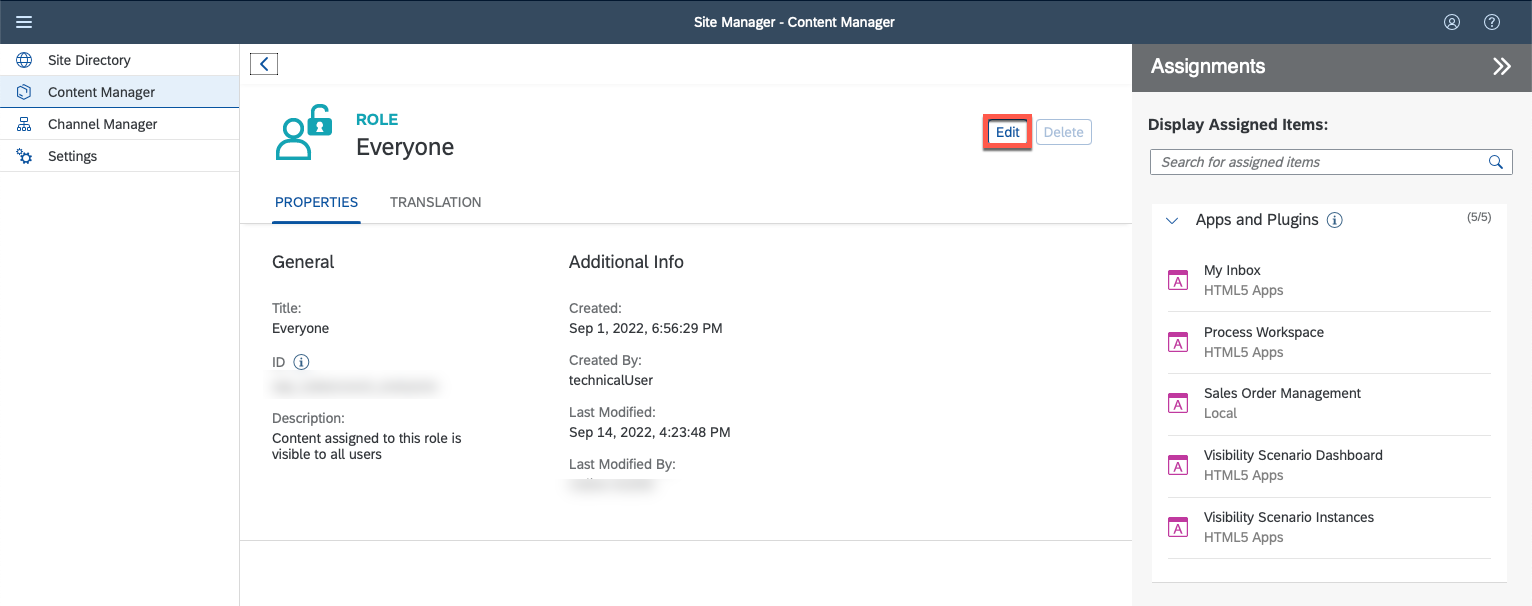 Site Manager - Content Manager
Site Directory
Content Manager
Channel Manager
Settings
ROLE
Everyone
Edit
Delete
PROPERTIES
TRANSLATION
General
Title:
Everyone
ID
Description:
Content assigned to this role is
visible to all users
Additional Info
Created:
Sep 1, 2022, 6:56:29 PM
Created By:
technicalUser
Last Modified:
Sep 14, 2022, 4:23:48 PM
Last Modified By:
Assignments
Display Assigned Items:
Search for assigned items
Apps and Plugins
(5/5)
My Inbox
HTML5 Apps
Process Workspace
HTML5 Apps
Sales Order Management
Local
Visibility Scenario Dashboard
HTML5 Apps
Visibility Scenario Instances
HTML5 Apps